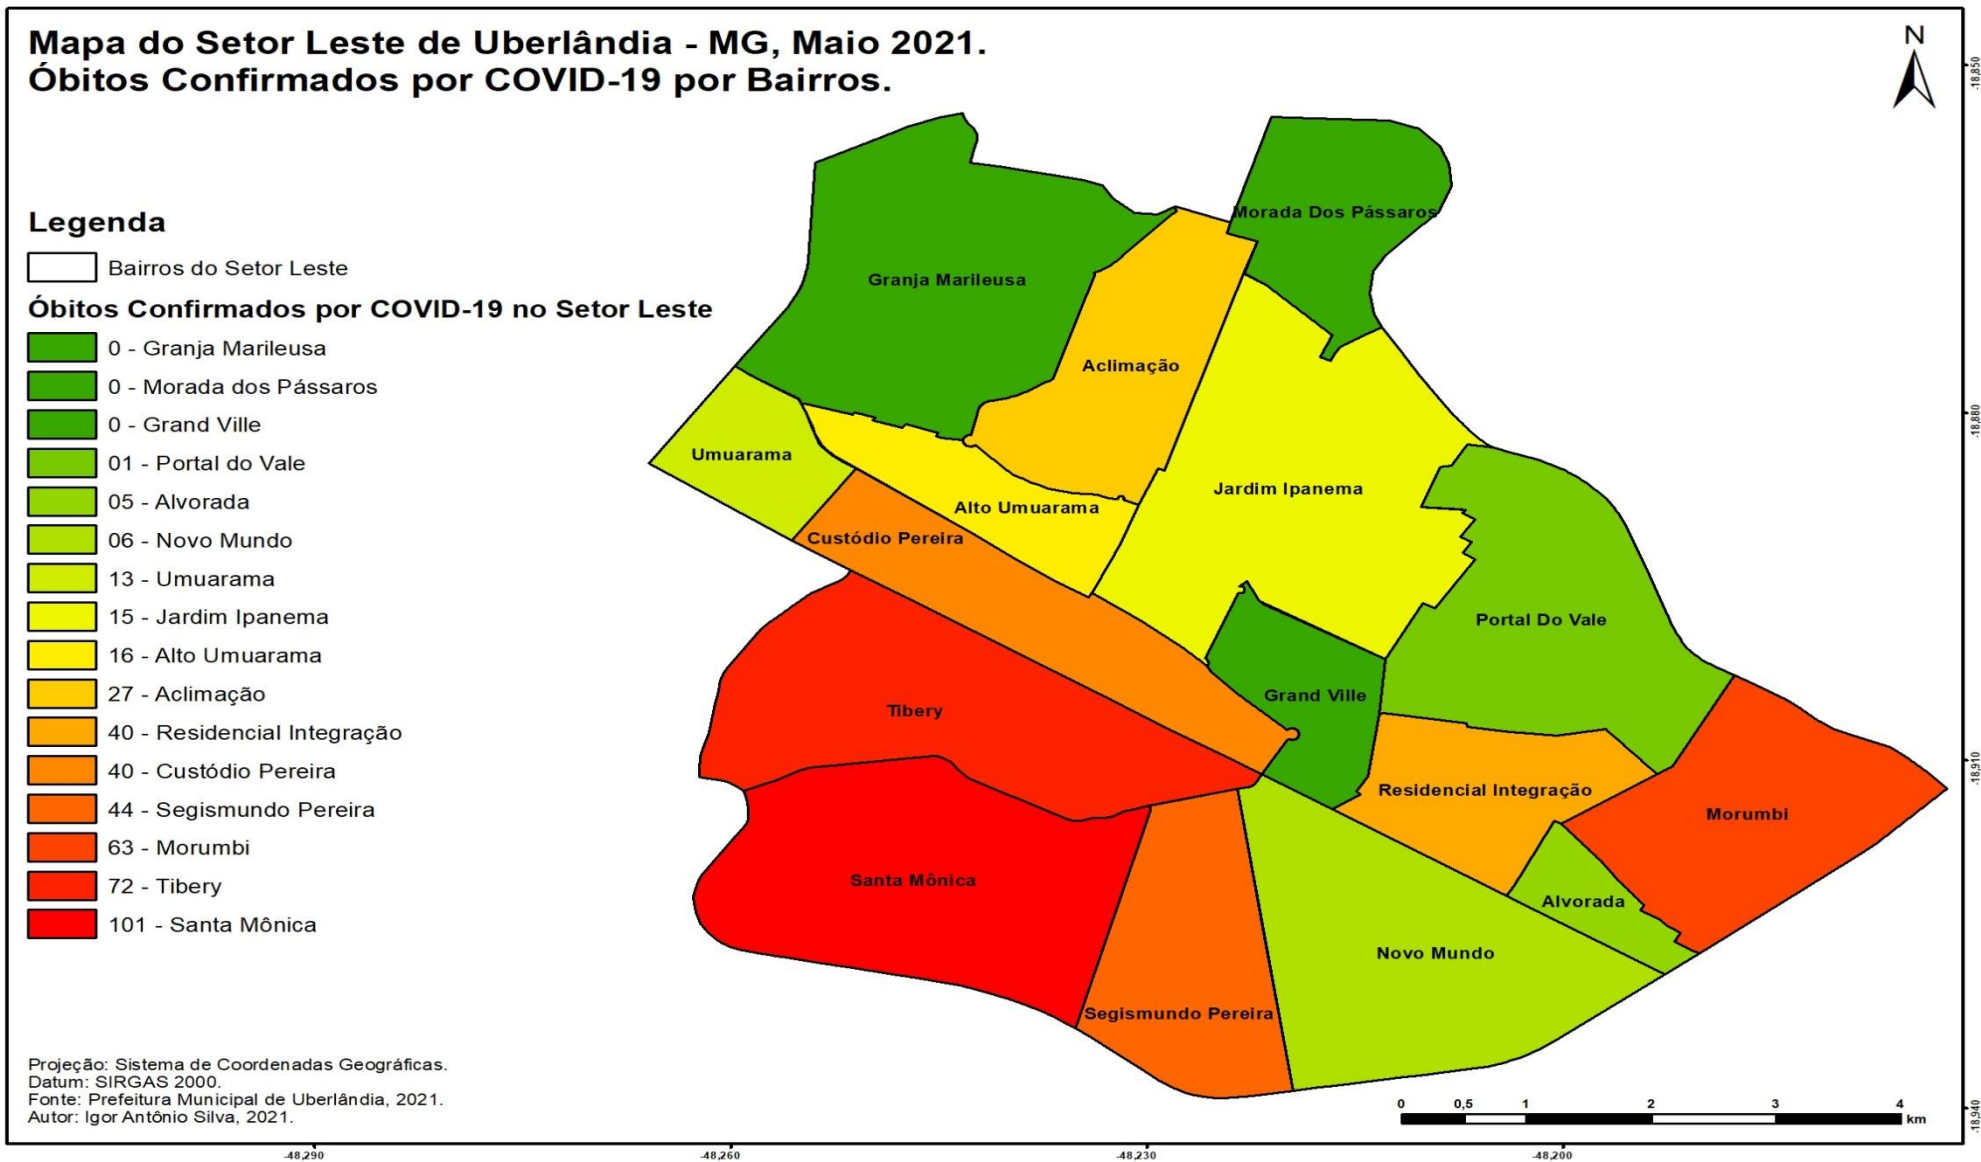 Mapa do Setor Leste de Uberlândia - MG, Maio 2021.
Óbitos Confirmados por COVID-19 por Bairros.
N
Legenda
Bairros do Setor Leste
Óbitos Confirmados por COVID-19 no Setor Leste
0 - Granja Marileusa
0 - Morada dos Pássaros
0 - Grand Ville
01 - Portal do Vale
05 - Alvorada
06 - Novo Mundo
13 - Umuarama
15 - Jardim Ipanema
16 - Alto Umuarama
27 - Aclimação
40 - Residencial Integração
40 - Custódio Pereira
44 - Segismundo Pereira
63 - Morumbi
72 - Tibery
101 - Santa Mônica
Morada Dos Pássaros
Granja Marileusa
Aclimação
Umuarama
Jardim Ipanema
Alto Umuarama
Custódio Pereira
Portal Do Vale
Grand Ville
Tibery
Residencial Integração
Morumbi
Santa Mônica
Alvorada
Novo Mundo
Segismundo Pereira
Projeção: Sistema de Coordenadas Geográficas.
Datum: SIRGAS 2000.
Fonte: Prefeitura Municipal de Uberlândia, 2021.
Autor: Igor Antônio Silva, 2021.
0 0,5 1 2 3 4
km
-48,290 -48,260 -48,230 -48,200
-18,850
-18,880
-18,910
-18,940